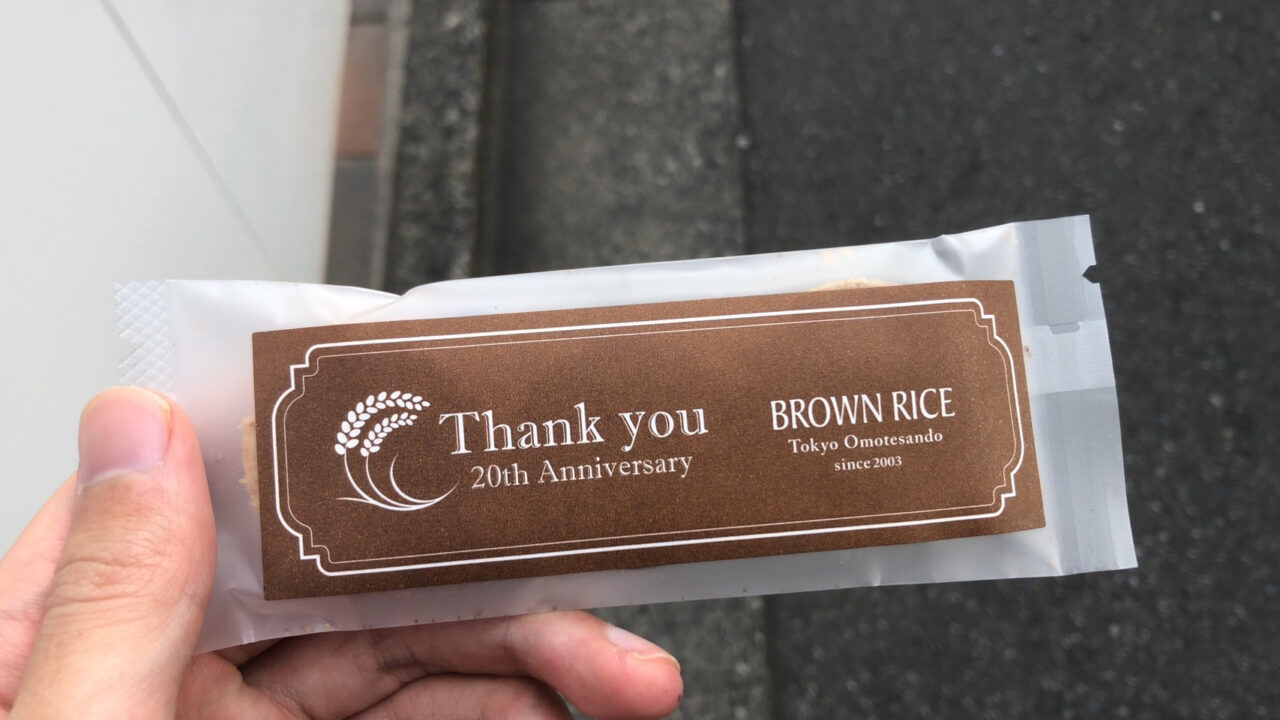 Thank you
20th Anniversary
BROWN RICE
Tokyo Omotesando
since 2003